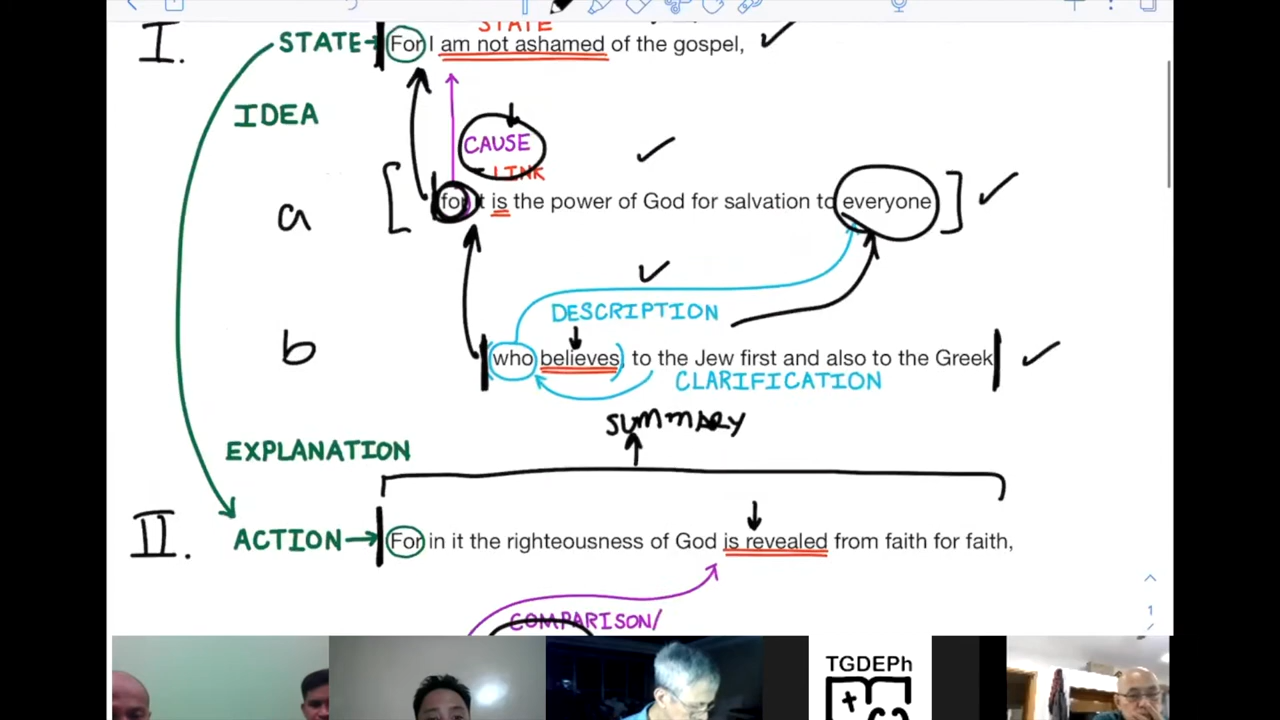 STATE
I. STATE→ For I am not ashamed of the gospel,
IDEA
CAUSE
LINK
a [for it is the power of God for salvation to everyone]
DESCRIPTION
b (who believes) to the Jew first and also to the Greek
CLARIFICATION
SUMMARY
EXPLANATION
II. ACTION→ For in it the righteousness of God is revealed from faith for faith,
1
COMPARISON/
TGDEPh